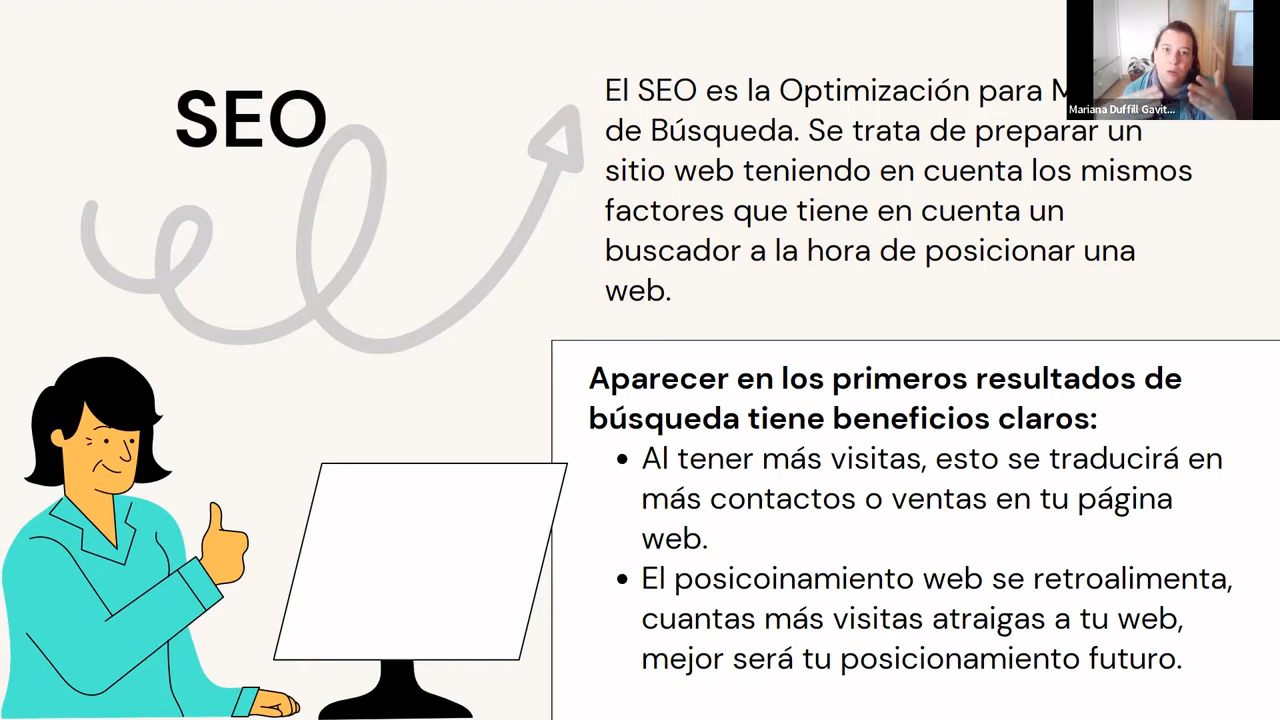 SEO
El SEO es la Optimización para
de Búsqueda. Se trata de preparar un
sitio web teniendo en cuenta los mismos
factores que tiene en cuenta un
buscador a la hora de posicionar una
web.
Mariana Duffill Gavit...
Aparecer en los primeros resultados de
búsqueda tiene beneficios claros:
• Al tener más visitas, esto se traducirá en
más contactos o ventas en tu página
web.
• El posicoinamiento web se retroalimenta,
cuantas más visitas atraigas a tu web,
mejor será tu posicionamiento futuro.